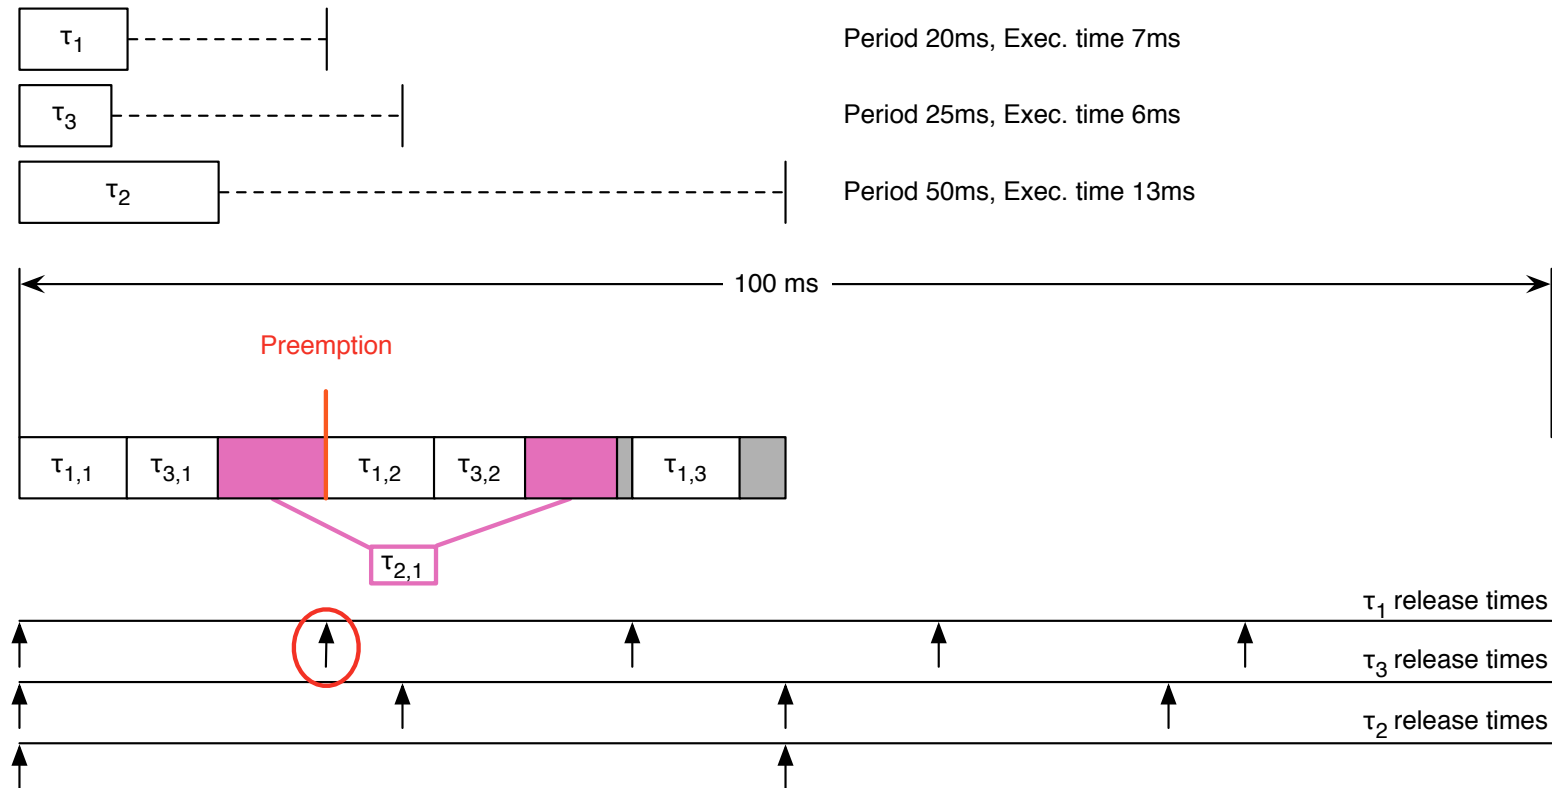 τ1
Period 20ms, Exec. time 7ms
τ3
Period 25ms, Exec. time 6ms
τ2
Period 50ms, Exec. time 13ms
100 ms
Preemption
τ1,1 τ3,1 τ1,2 τ3,2 τ1,3
τ2,1
τ1 release times
τ3 release times
τ2 release times